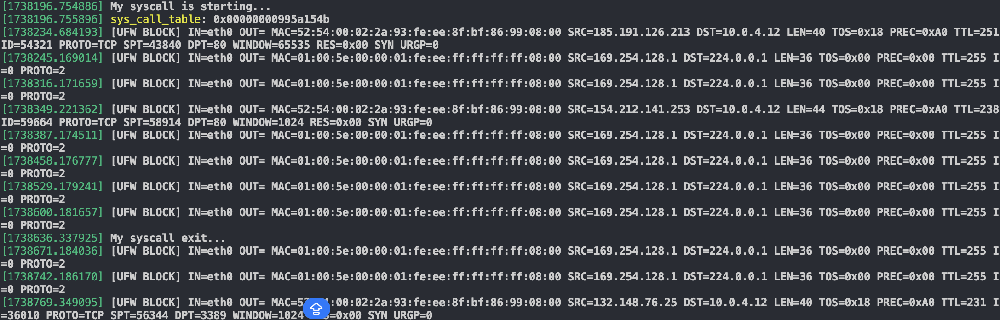 [1738196.754886] My syscall is starting...
[1738196.755896] sys_call_table: 0x00000000995a154b
[1738234.684193] [UFW BLOCK] IN=eth0 OUT= MAC=52:54:00:02:2a:93:fe:ee:8f:bf:86:99:08:00 SRC=185.191.126.213 DST=10.0.4.12 LEN=40 TOS=0x18 PREC=0xA0 TTL=251
ID=54321 PROTO=TCP SPT=43840 DPT=80 WINDOW=65535 RES=0x00 SYN URGP=0
[1738245.169014] [UFW BLOCK] IN=eth0 OUT= MAC=01:00:5e:00:00:01:fe:ee:ff:ff:ff:ff:08:00 SRC=169.254.128.1 DST=224.0.0.1 LEN=36 TOS=0x00 PREC=0x00 TTL=255 I
=0 PROTO=2
[1738316.171659] [UFW BLOCK] IN=eth0 OUT= MAC=01:00:5e:00:00:01:fe:ee:ff:ff:ff:ff:08:00 SRC=169.254.128.1 DST=224.0.0.1 LEN=36 TOS=0x00 PREC=0x00 TTL=255 I
=0 PROTO=2
[1738349.221362] [UFW BLOCK] IN=eth0 OUT= MAC=52:54:00:02:2a:93:fe:ee:8f:bf:86:99:08:00 SRC=154.212.141.253 DST=10.0.4.12 LEN=44 TOS=0x18 PREC=0xA0 TTL=238
ID=59664 PROTO=TCP SPT=58914 DPT=80 WINDOW=1024 RES=0x00 SYN URGP=0
[1738387.174511] [UFW BLOCK] IN=eth0 OUT= MAC=01:00:5e:00:00:01:fe:ee:ff:ff:ff:ff:08:00 SRC=169.254.128.1 DST=224.0.0.1 LEN=36 TOS=0x00 PREC=0x00 TTL=255 I
=0 PROTO=2
[1738458.176777] [UFW BLOCK] IN=eth0 OUT= MAC=01:00:5e:00:00:01:fe:ee:ff:ff:ff:ff:08:00 SRC=169.254.128.1 DST=224.0.0.1 LEN=36 TOS=0x00 PREC=0x00 TTL=255 I
=0 PROTO=2
[1738529.179241] [UFW BLOCK] IN=eth0 OUT= MAC=01:00:5e:00:00:01:fe:ee:ff:ff:ff:ff:08:00 SRC=169.254.128.1 DST=224.0.0.1 LEN=36 TOS=0x00 PREC=0x00 TTL=255 I
=0 PROTO=2
[1738600.181657] [UFW BLOCK] IN=eth0 OUT= MAC=01:00:5e:00:00:01:fe:ee:ff:ff:ff:ff:08:00 SRC=169.254.128.1 DST=224.0.0.1 LEN=36 TOS=0x00 PREC=0x00 TTL=255 I
=0 PROTO=2
[1738636.337925] My syscall exit...
[1738671.184036] [UFW BLOCK] IN=eth0 OUT= MAC=01:00:5e:00:00:01:fe:ee:ff:ff:ff:ff:08:00 SRC=169.254.128.1 DST=224.0.0.1 LEN=36 TOS=0x00 PREC=0x00 TTL=255 I
=0 PROTO=2
[1738742.186170] [UFW BLOCK] IN=eth0 OUT= MAC=01:00:5e:00:00:01:fe:ee:ff:ff:ff:ff:08:00 SRC=169.254.128.1 DST=224.0.0.1 LEN=36 TOS=0x00 PREC=0x00 TTL=255 I
=0 PROTO=2
[1738769.349095] [UFW BLOCK] IN=eth0 OUT= SRC=132.148.76.25 DST=10.0.4.12 LEN=40 TOS=0x18 PREC=0xA0 TTL=231 I
=36010 PROTO=TCP SPT=56344 DPT=3389 WINDOW=1024 =0x00 SYN URGP=0